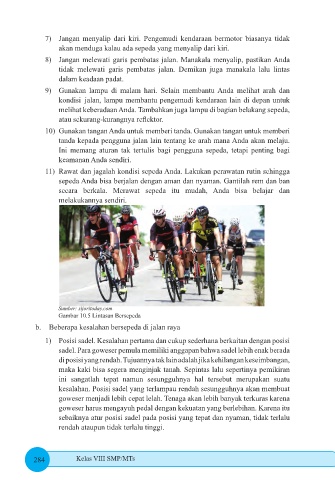 7) Jangan menyalip dari kiri. Pengemudi kendaraan bermotor biasanya tidak
akan menduga kalau ada sepeda yang menyalip dari kiri.
8) Jangan melewati garis pembatas jalan. Manakala menyalip, pastikan Anda
tidak melewati garis pembatas jalan. Demikan juga manakala lalu lintas
dalam keadaan padat.
9) Gunakan lampu di malam hari. Selain membantu Anda melihat arah dan
kondisi jalan, lampu membantu pengemudi kendaraan lain di depan untuk
melihat keberadaan Anda. Tambahkan juga lampu di bagian belakang sepeda,
atau sekurang-kurangnya reflektor.
10) Gunakan tangan Anda untuk memberi tanda. Gunakan tangan untuk memberi
tanda kepada pengguna jalan lain tentang ke arah mana Anda akan melaju.
Ini memang aturan tak tertulis bagi pengguna sepeda, tetapi penting bagi
keamanan Anda sendiri.
11) Rawat dan jagalah kondisi sepeda Anda. Lakukan perawatan rutin sehingga
sepeda Anda bisa berjalan dengan aman dan nyaman. Gantilah rem dan ban
secara berkala. Merawat sepeda itu mudah, Anda bisa belajar dan
melakukannya sendiri.
Sumber: sijoritoday.com
Gambar 10.5 Lintasan Bersepeda
b. Beberapa kesalahan bersepeda di jalan raya
1) Posisi sadel. Kesalahan pertama dan cukup sederhana berkaitan dengan posisi
sadel. Para goweser pemula memiliki anggapan bahwa sadel lebih enak berada
di posisi yang rendah. Tujuannya tak lain adalah jika kehilangan keseimbangan,
maka kaki bisa segera menginjak tanah. Sepintas lalu sepertinya pemikiran
ini sangatlah tepat namun sesungguhnya hal tersebut merupakan suatu
kesalahan. Posisi sadel yang terlampau rendah sesungguhnya akan membuat
goweser menjadi lebih cepat lelah. Tenaga akan lebih banyak terkuras karena
goweser harus mengayuh pedal dengan kekuatan yang berlebihan. Karena itu
sebaiknya atur posisi sadel pada posisi yang tepat dan nyaman, tidak terlalu
rendah ataupun tidak terlalu tinggi.
284 Kelas VIII SMP/MTs